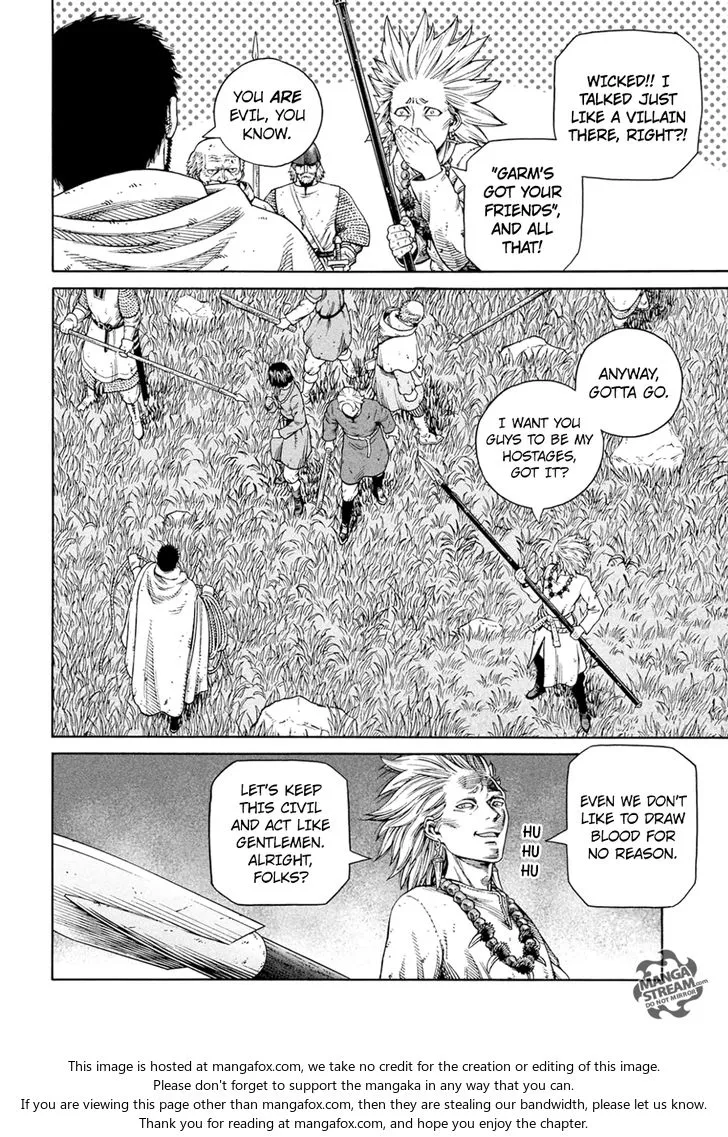 WICKED!! I
TALKED JUST
LIKE A VILLAIN
THERE, RIGHT?!
"GARM'S
GOT YOUR
FRIENDS",
AND ALL
THAT!
YOU ARE
EVIL, YOU
KNOW.
ANYWAY,
GOTTA GO.
I WANT YOU
GUYS TO BE MY
HOSTAGES,
GOT IT?
EVEN WE DON'T
LIKE TO DRAW
BLOOD FOR
NO REASON.
HU
HU
HU
LET'S KEEP
THIS CIVIL
AND ACT LIKE
GENTLEMEN.
ALRIGHT,
FOLKS?
MANGA
STREAM.com
DO NOT MIRROR
This image is hosted at mangafox.com, we take no credit for the creation or editing of this image.
Please don't forget to support the mangaka in any way that you can.
If you are viewing this page other than mangafox.com, then they are stealing our bandwidth, please let us know.
Thank you for reading at mangafox.com, and hope you enjoy the chapter.